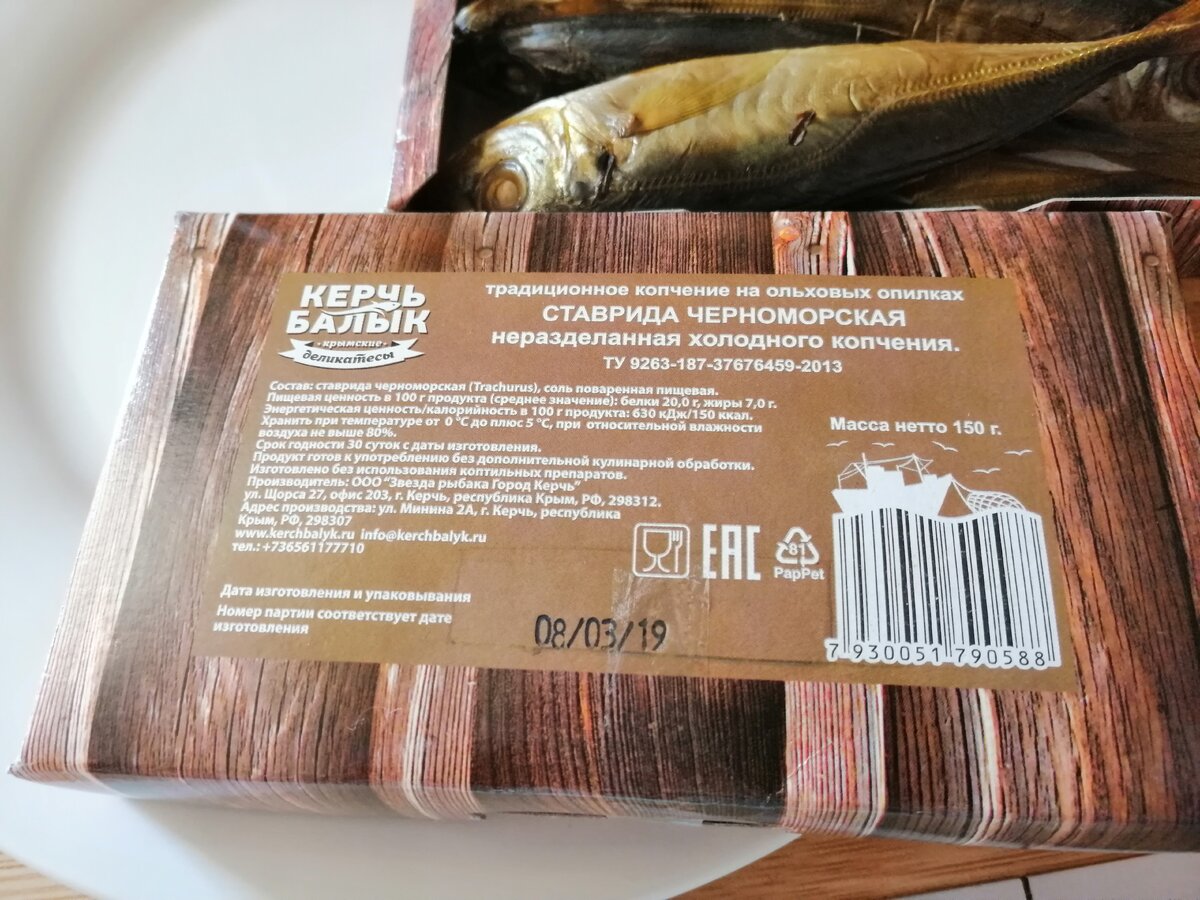 КЕРЧЬ
БАЛЫК
крымские
деликатесы
традиционное копчение на ольховых опилках
СТАВРИДА ЧЕРНОМОРСКАЯ
неразделанная холодного копчения.
ТУ 9263-187-37676459-2013
Состав: ставрида черноморская (Trachurus), соль поваренная пищевая.
Пищевая ценность в 100 г продукта (среднее значение): белки 20,0 г, жиры 7,0 г.
Энергетическая ценность/калорийность в 100 г продукта: 630 кДж/150 ккал.
Хранить при температуре от 0 °С до плюс 5 °С, при относительной влажности
воздуха не выше 80%.
Срок годности 30 суток с даты изготовления.
Продукт готов к употреблению без дополнительной кулинарной обработки.
Изготовлено без использования коптильных препаратов.
Производитель: ООО "Звезда рыбака Город Керчь"
ул. Щорса 27, офис 203, г. Керчь, республика Крым, РФ, 298312.
Адрес производства: ул. Минина 2А, г. Керчь, республика
Крым, РФ, 298307
www.kerchbalyk.ru info@kerchbalyk.ru
тел.: +736561177710
Масса нетто 150 г.
EAC
81
PapPet
Дата изготовления и упаковывания
Номер партии соответствует дате
изготовления
08/03/19
7 930051 790588